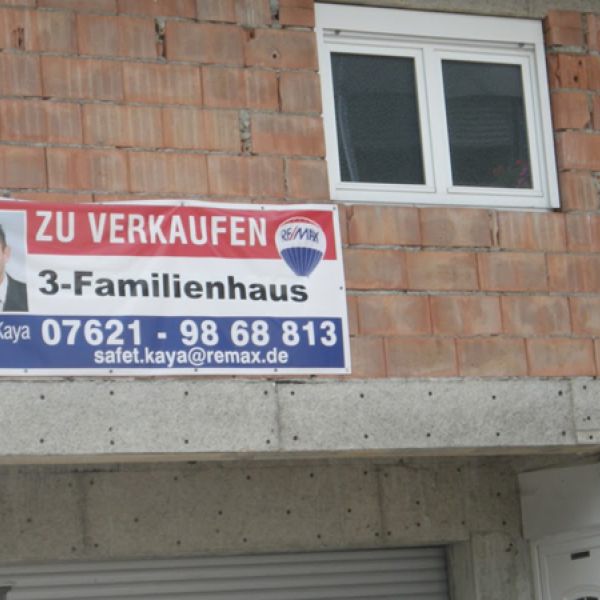 ZU VERKAUFEN
RE/MAX
3-Familienhaus
Kaya 07621 - 98 68 813
safet.kaya@remax.de